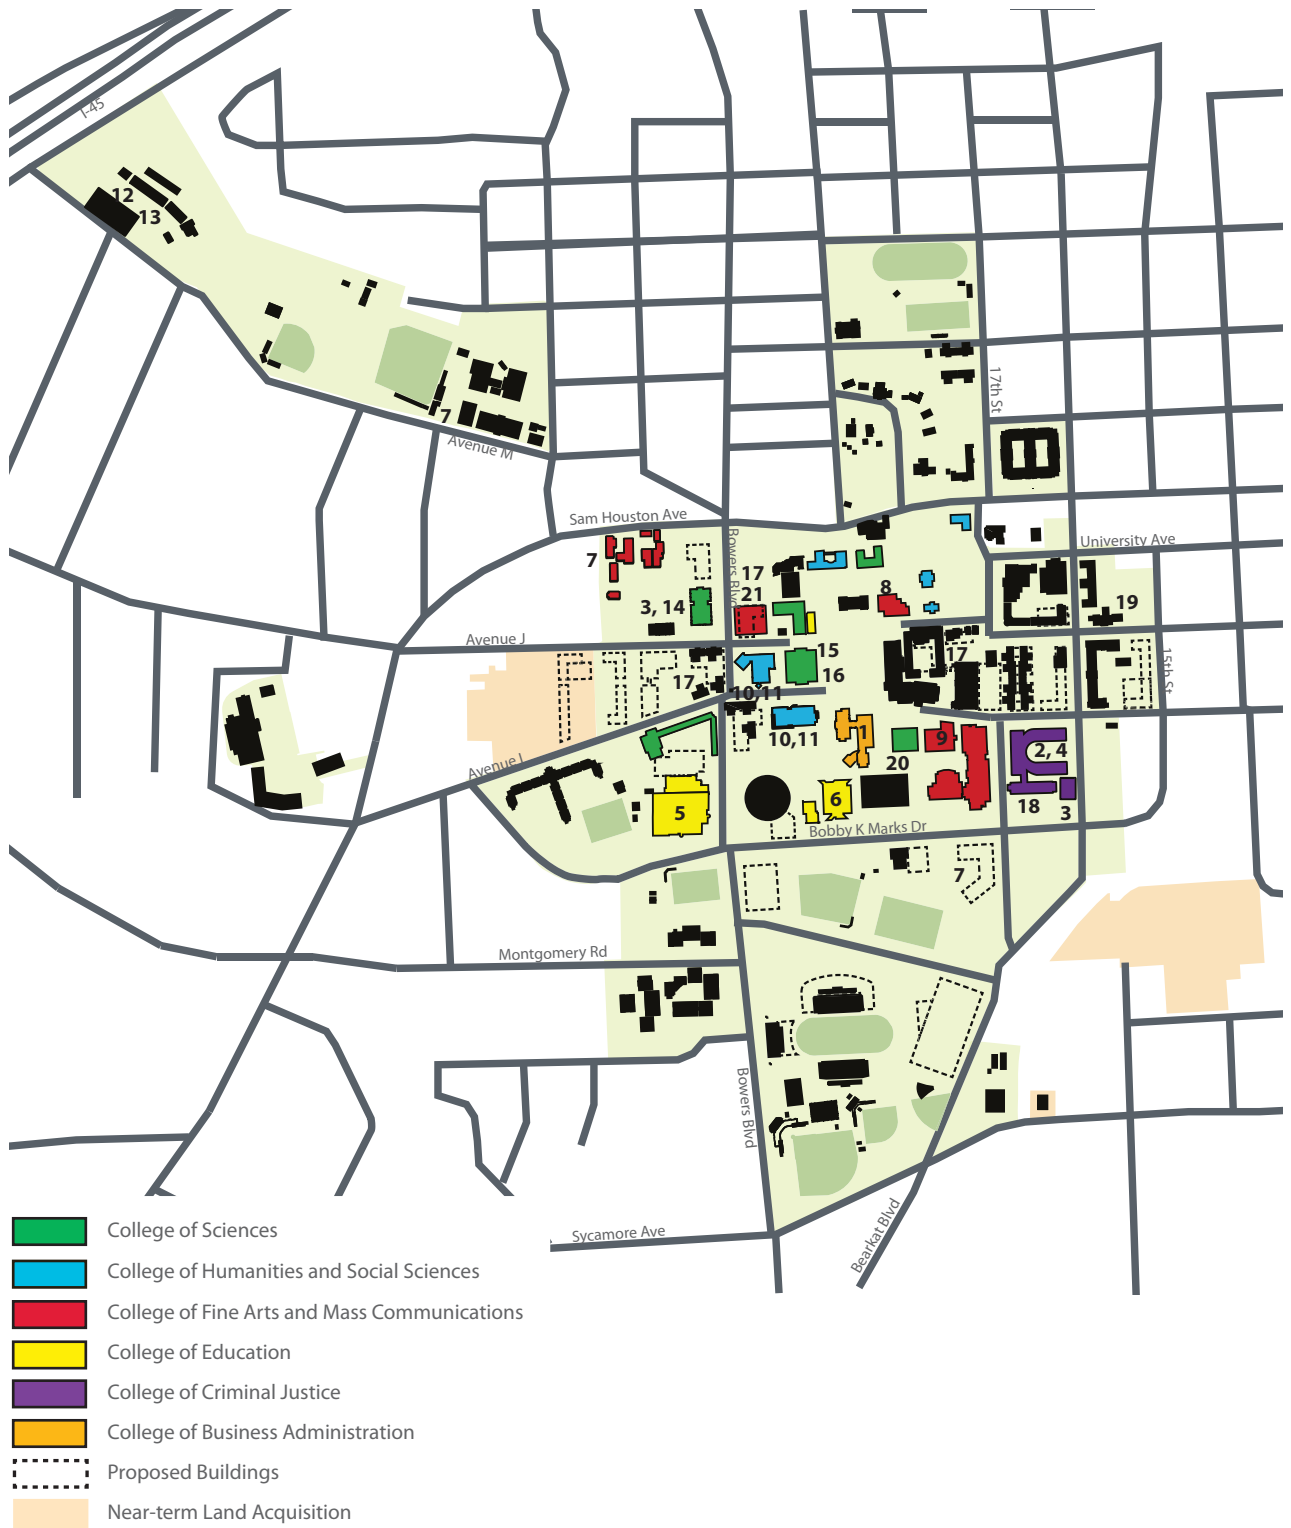 I-45
12
13
17th St
7
Avenue M
Sam Houston Ave
Bowers Blvd
University Ave
7
17
21
8
3, 14
19
Avenue J
15
17
16
17
10,11
15th St
10,11
1
9
2, 4
20
Avenue I
6
18
3
5
Bobby K Marks Dr
7
Montgomery Rd
Bowers Blvd
Sycamore Ave
Bearkat Blvd
College of Sciences
College of Humanities and Social Sciences
College of Fine Arts and Mass Communications
College of Education
College of Criminal Justice
College of Business Administration
Proposed Buildings
Near-term Land Acquisition